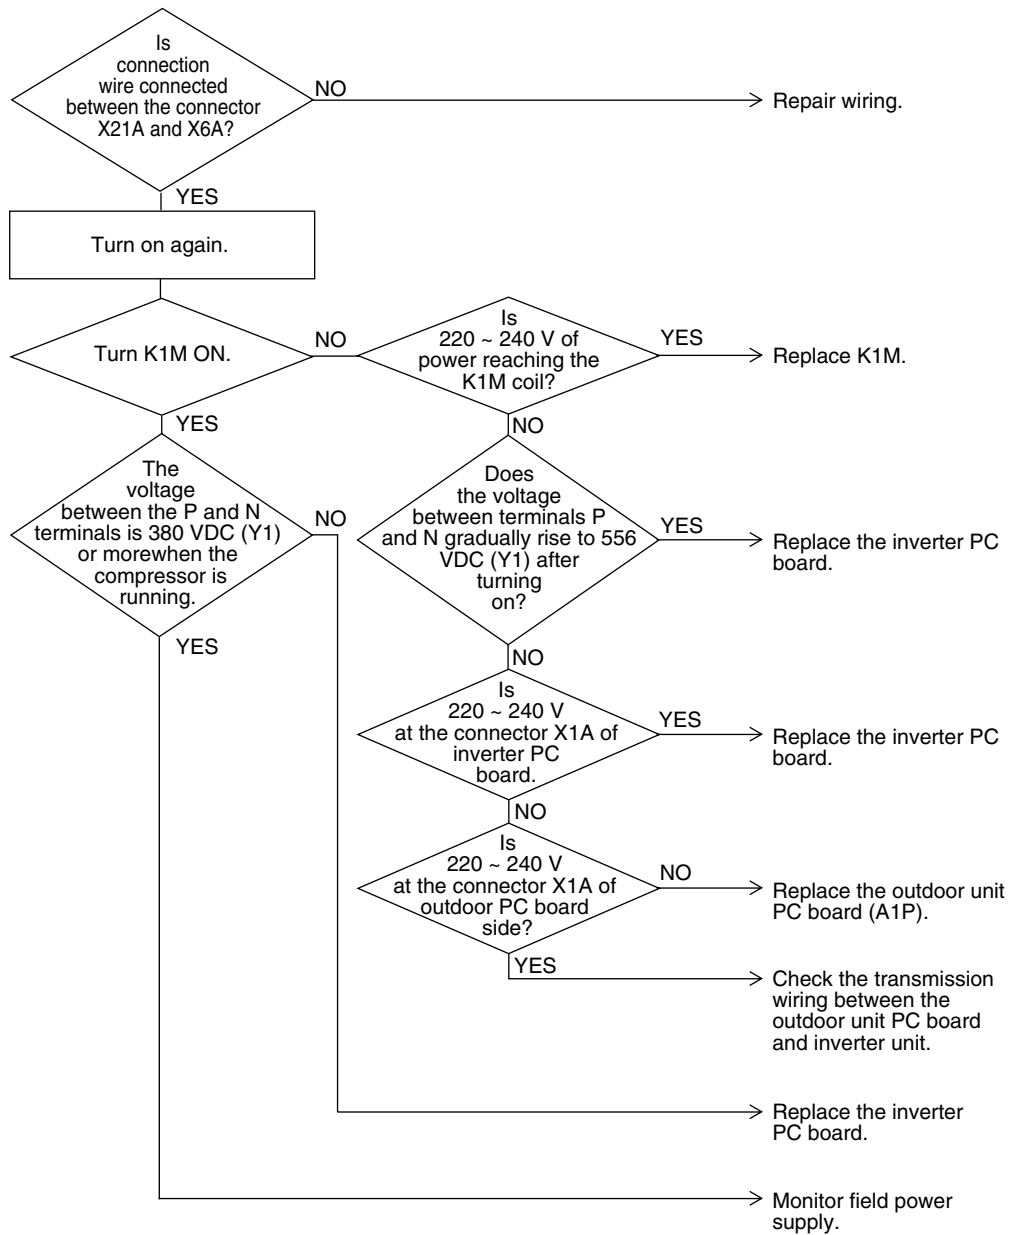 Is
connection
wire connected
between the connector
X21A and X6A?
NO
Repair wiring.
YES
Turn on again.
Turn K1M ON.
NO
Is
220 ~ 240 V of
power reaching the
K1M coil?
YES
Replace K1M.
YES
NO
The
voltage
between the P and N
terminals is 380 VDC (Y1)
or morewhen the
compressor is
running.
NO
Does
the voltage
between terminals P
and N gradually rise to 556
VDC (Y1) after
turning
on?
YES
Replace the inverter PC
board.
YES
NO
Is
220 ~ 240 V
at the connector X1A of
inverter PC
board.
YES
Replace the inverter PC
board.
NO
Is
220 ~ 240 V
at the connector X1A of
outdoor PC board
side?
NO
Replace the outdoor unit
PC board (A1P).
YES
Check the transmission
wiring between the
outdoor unit PC board
and inverter unit.
Replace the inverter
PC board.
Monitor field power
supply.